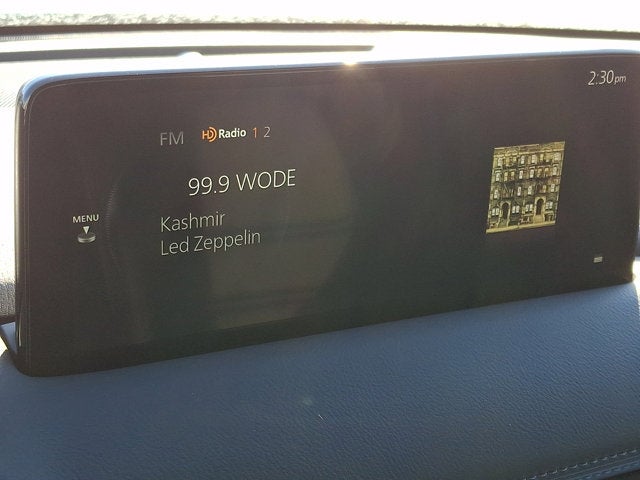 2:30pm
FM HD Radio 1 2
99.9 WODE
MENU
Kashmir
Led Zeppelin